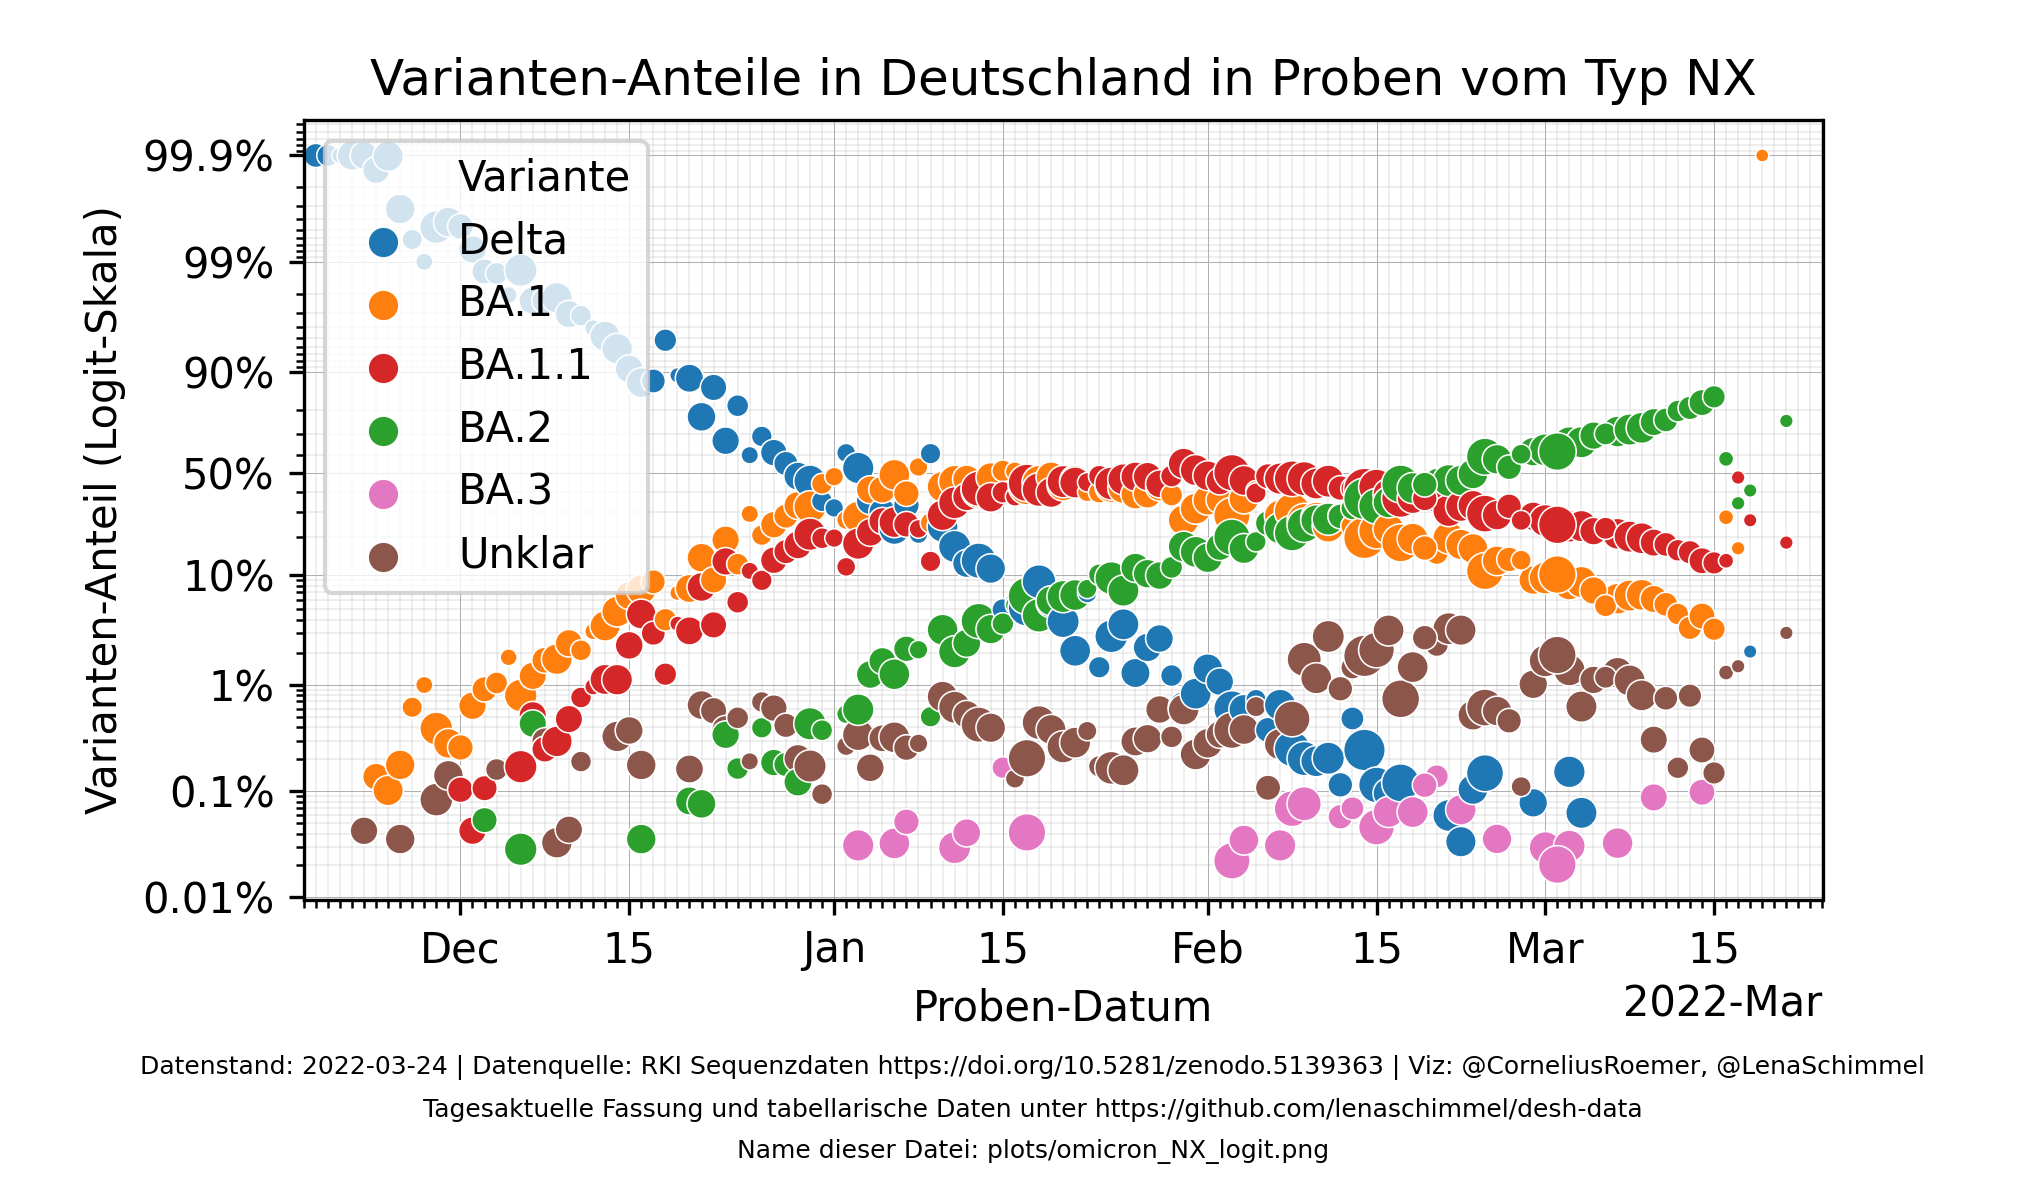 Varianten-Anteile in Deutschland in Proben vom Typ NX
Varianten-Anteil (Logit-Skala)
99.9%
99%
90%
50%
10%
1%
0.1%
0.01%
Variante
Delta
BA.1
BA.1.1
BA.2
BA.3
Unklar
Dec 15 Jan 15 Feb 15 Mar 15
Proben-Datum
2022-Mar
Datenstand: 2022-03-24 | Datenquelle: RKI Sequenzdaten https://doi.org/10.5281/zenodo.5139363 | Viz: @CorneliusRoemer, @LenaSchimmel
Tagesaktuelle Fassung und tabellarische Daten unter https://github.com/lenaschimmel/desh-data
Name dieser Datei: plots/omicron_NX_logit.png